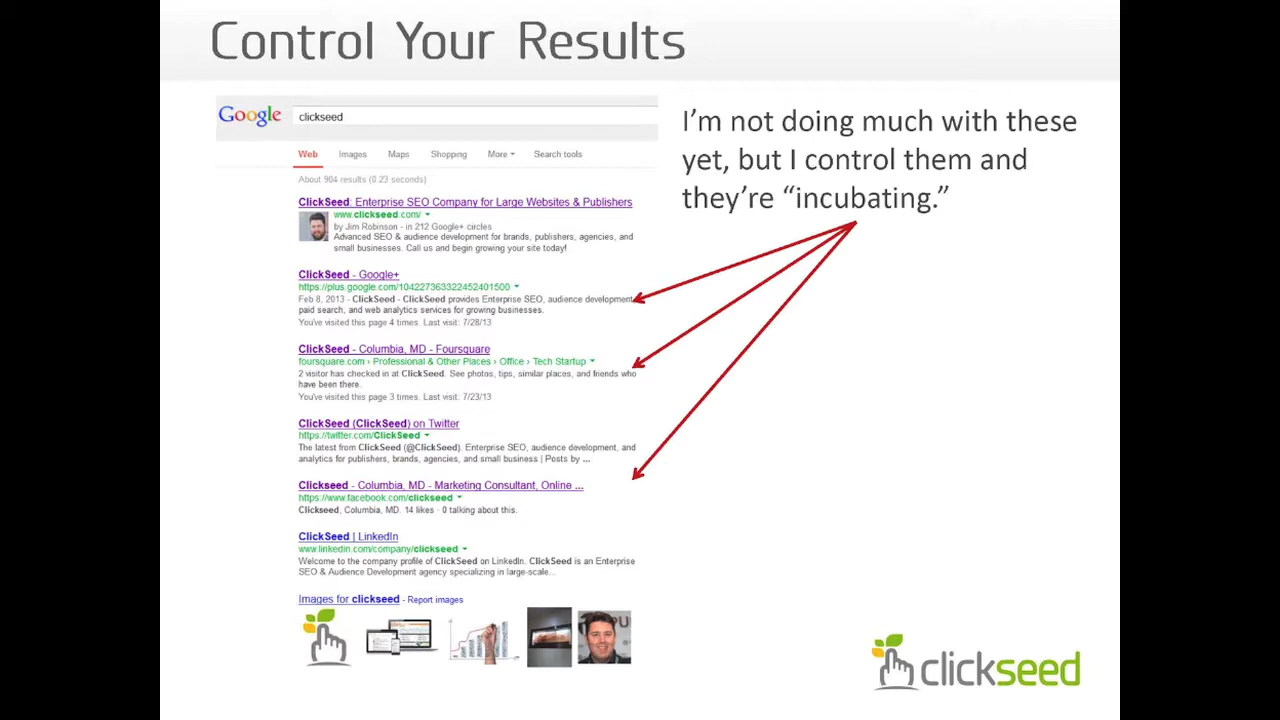 Control Your Results
Google
clickseed
Web Images Maps Shopping More Search tools
About 904 results (0.23 seconds)
ClickSeed: Enterprise SEO Company for Large Websites & Publishers
www.clickseed.com/
by Jim Robinson - in 212 Google+ circles
Advanced SEO & audience development for brands, publishers, agencies, and
small businesses. Call us and begin growing your site today!
ClickSeed - Google+
https://plus.google.com/104227363322452401500
Feb 8, 2013 - ClickSeed - ClickSeed provides Enterprise SEO, audience development,
paid search, and web analytics services for growing businesses.
You've visited this page 4 times. Last visit: 7/28/13
ClickSeed - Columbia, MD - Foursquare
foursquare.com › Professional & Other Places › Office › Tech Startup
2 visitor has checked in at ClickSeed. See photos, tips, similar places, and friends who
have been there.
You've visited this page 3 times. Last visit: 7/23/13
ClickSeed (ClickSeed) on Twitter
https://twitter.com/ClickSeed
The latest from ClickSeed (@ClickSeed). Enterprise SEO, audience development, and
analytics for publishers, brands, agencies, and small business | Posts by ...
Clickseed - Columbia, MD - Marketing Consultant, Online ...
https://www.facebook.com/clickseed
Clickseed, Columbia, MD. 14 likes · 0 talking about this.
ClickSeed | LinkedIn
www.linkedin.com/company/clickseed
Welcome to the company profile of ClickSeed on LinkedIn. ClickSeed is an Enterprise
SEO & Audience Development agency specializing in large-scale...
Images for clickseed - Report images
I'm not doing much with these
yet, but I control them and
they're “incubating.”
clickseed